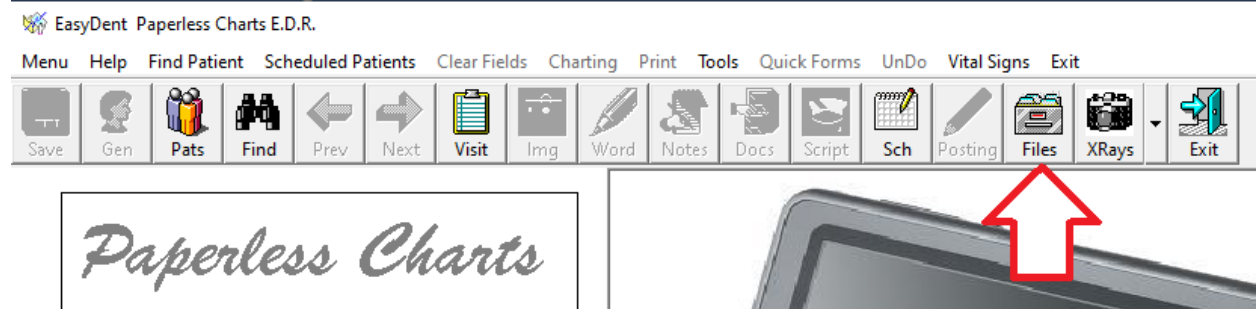 EasyDent Paperless Charts E.D.R.
Menu Help Find Patient Scheduled Patients Clear Fields Charting Print Tools Quick Forms UnDo Vital Signs Exit
Save Gen Pats Find Prev Next Visit Img Word Notes Docs Script Sch Posting Files XRays Exit
Paperless Charts